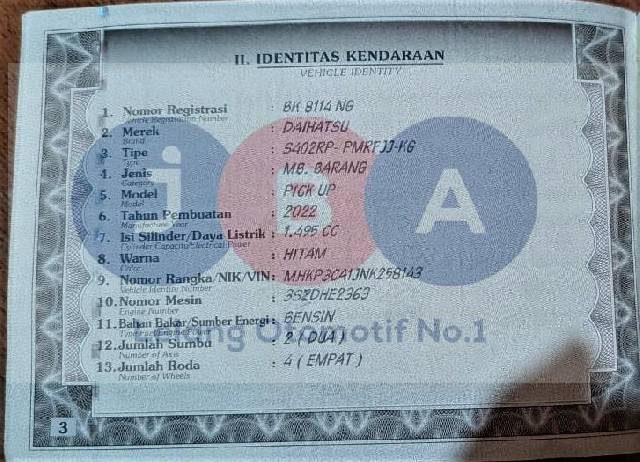 II. IDENTITAS KENDARAAN
VEHICLE IDENTITY
1. Nomor Registrasi : BK 8114 NG
Vehicle Registration Number
2. Merek : DAIHATSU
Brand
3. Tipe : S402RP-PMRFJJ-KG
Type
4. Jenis : MB. BARANG
Category
5. Model : PICK UP
Model
6. Tahun Pembuatan : 2022
Manufacture Year
7. Isi Silinder/Daya Listrik : 1.495 CC
Cylinder Capacity/Electrical Power
8. Warna : HITAM
Color
9. Nomor Rangka/NIK/VIN : MHKP3CA1JNK258143
Vehicle Identity Number
10. Nomor Mesin : 3SZDHE2363
Engine Number
11. Bahan Bakar/Sumber Energi : BENSIN
12. Jumlah Sumbu : 2 ( DUA )
Number of Axis
13. Jumlah Roda : 4 ( EMPAT )
Number of Wheels
3
iBA
Lelang Otomotif No.1